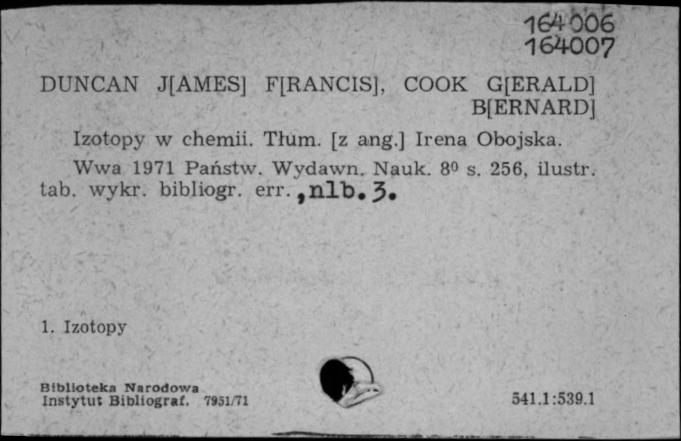 164006
164007
DUNCAN J[AMES] F[RANCIS], COOK G[ERALD]
B[ERNARD]
Izotopy w chemii. Tłum. [z ang.] Irena Obojska.
Wwa 1971 Państw. Wydawn. Nauk. 8º s. 256, ilustr.
tab. wykr. bibliogr. err. ,nlb.3.
1. Izotopy
Biblioteka Narodowa
Instytut Bibliograf. 7951/71
541.1:539.1